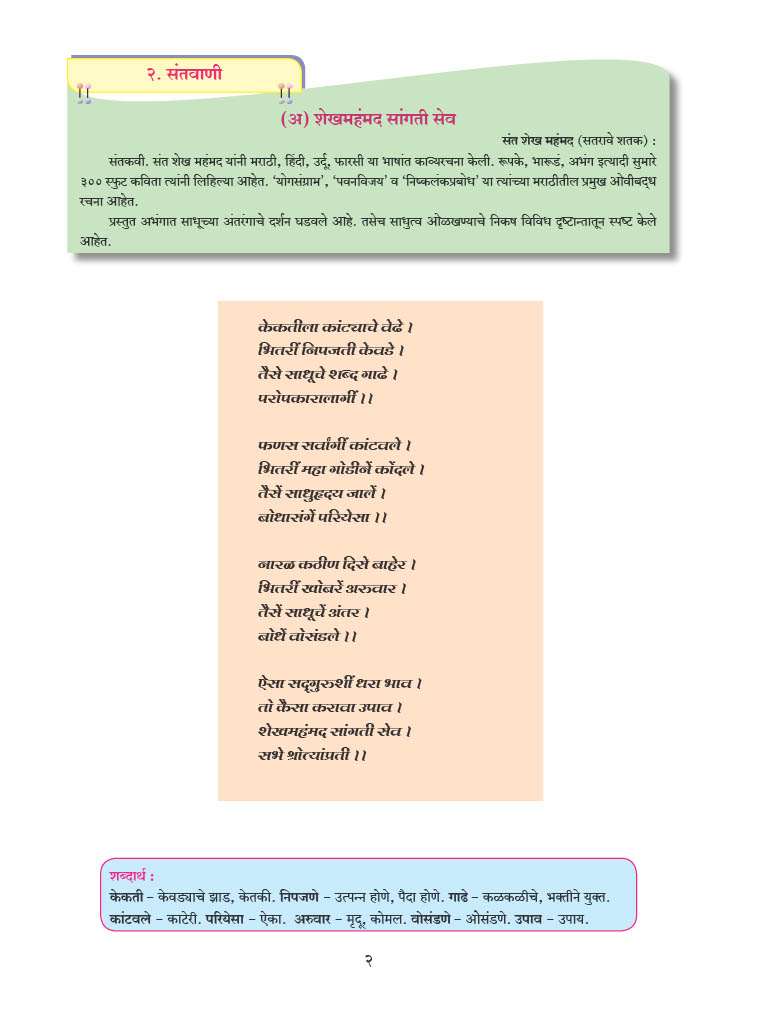 २. संतवाणी
(अ) शेखमहंमद सांगती सेव
संत शेख महंमद (सतरावे शतक) :
संतकवी. संत शेख महंमद यांनी मराठी, हिंदी, उर्दू, फारसी या भाषांत काव्यरचना केली. रूपके, भारूडं, अभंग इत्यादी सुमारे
३०० स्फुट कविता त्यांनी लिहिल्या आहेत. ‘योगसंग्राम’, ‘पवनविजय’ व ‘निष्कलंकप्रबोध’ या त्यांच्या मराठीतील प्रमुख ओवीबद्ध
रचना आहेत.
प्रस्तुत अभंगात साधूच्या अंतरंगाचे दर्शन घडवले आहे. तसेच साधुत्व ओळखण्याचे निकष विविध दृष्टान्तातून स्पष्ट केले
आहेत.
केकतीला कांट्याचे वेढे ।
भितरीं निपजती केवडे ।
तैसे साधूचे शब्द गाढे ।
परोपकारालागीं ।।
फणस सर्वांगीं कांटवले ।
भितरीं महा गोडीनें कोंदले ।
तैसें साधुहृदय जालें ।
बोधासंगें परियेसा ।।
नारळ कठीण दिसे बाहेर ।
भितरीं खोबरें अरुवार ।
तैसें साधूचें अंतर ।
बोधें वोसंडले ।।
ऐसा सद्‍गुरुशीं धरा भाव ।
तो कैसा करावा उपाव ।
शेखमहंमद सांगती सेव ।
सभे श्रोत्यांप्रती ।।
शब्दार्थ :
केकती – केवड्याचे झाड, केतकी. निपजणे – उत्पन्न होणे, पैदा होणे. गाढे – कळकळीचे, भक्तीने युक्त.
कांटवले – काटेरी. परियेसा – ऐका. अरुवार – मृदू, कोमल. वोसंडणे – ओसंडणे. उपाव – उपाय.
२